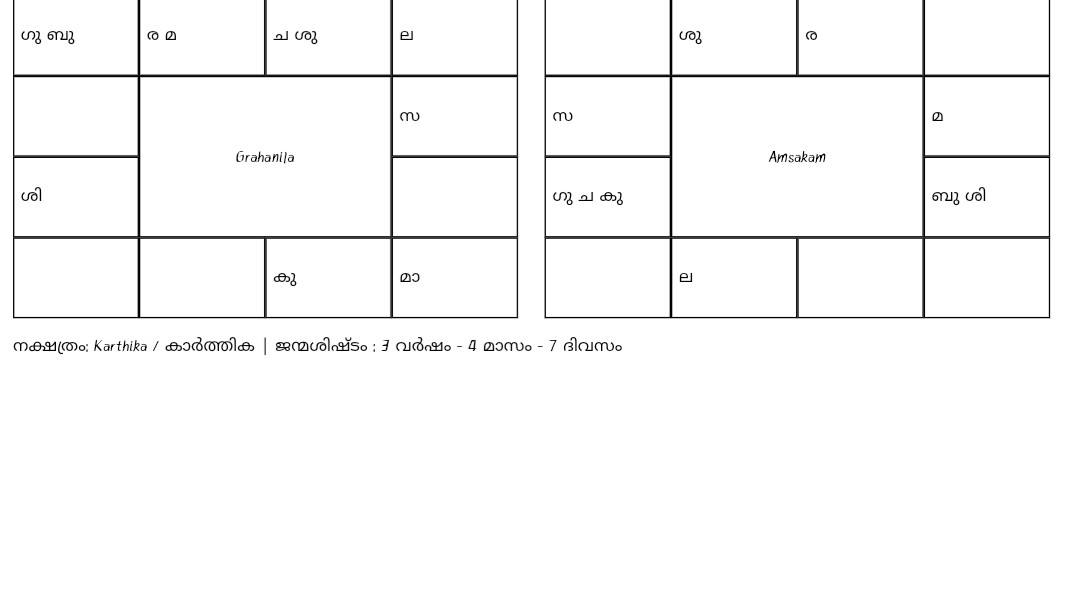 ഗു ബു ര മ ച ശു ല ശു ര
സ സ മ
Grahanila Amsakam
ശി ഗു ച കു ബു ശി
കു മാ ല
നക്ഷത്രം: Karthika / കാർത്തിക | ജന്മശിഷ്ടം : 3 വർഷം - 4 മാസം - 7 ദിവസം